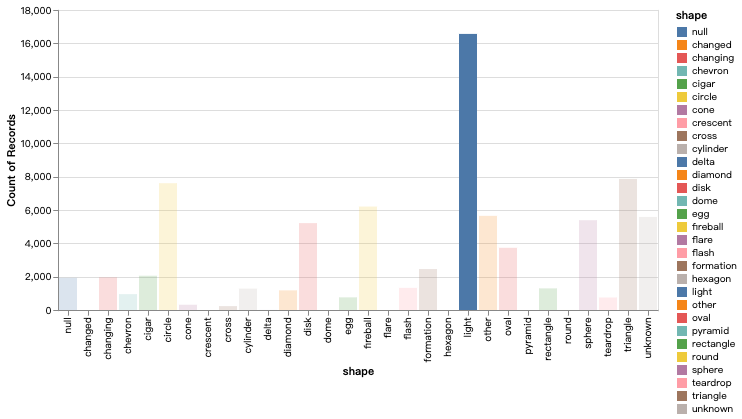 18,000
16,000
14,000
12,000
10,000
8,000
6,000
4,000
2,000
0
Count of Records
null
changed
changing
chevron
cigar
circle
cone
crescent
cross
cylinder
delta
diamond
disk
dome
egg
fireball
flare
flash
formation
hexagon
light
other
oval
pyramid
rectangle
round
sphere
teardrop
triangle
unknown
shape
shape
null
changed
changing
chevron
cigar
circle
cone
crescent
cross
cylinder
delta
diamond
disk
dome
egg
fireball
flare
flash
formation
hexagon
light
other
oval
pyramid
rectangle
round
sphere
teardrop
triangle
unknown